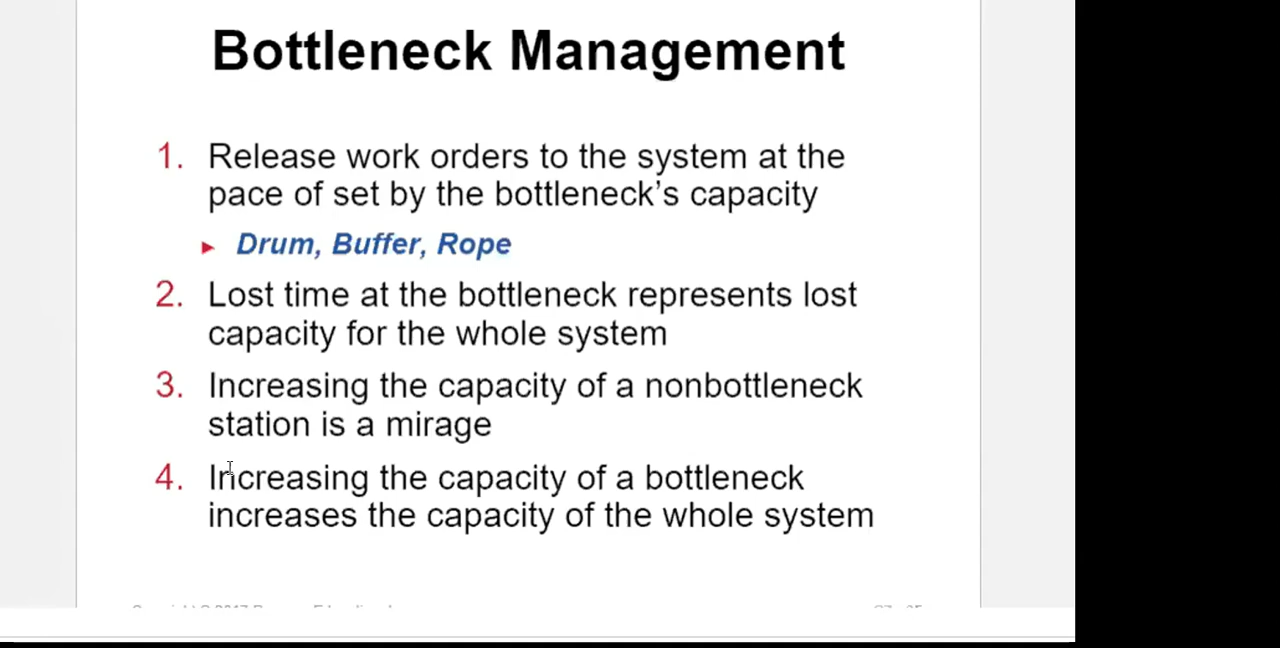 Bottleneck Management
1. Release work orders to the system at the
pace of set by the bottleneck’s capacity
► Drum, Buffer, Rope
2. Lost time at the bottleneck represents lost
capacity for the whole system
3. Increasing the capacity of a nonbottleneck
station is a mirage
4. Increasing the capacity of a bottleneck
increases the capacity of the whole system